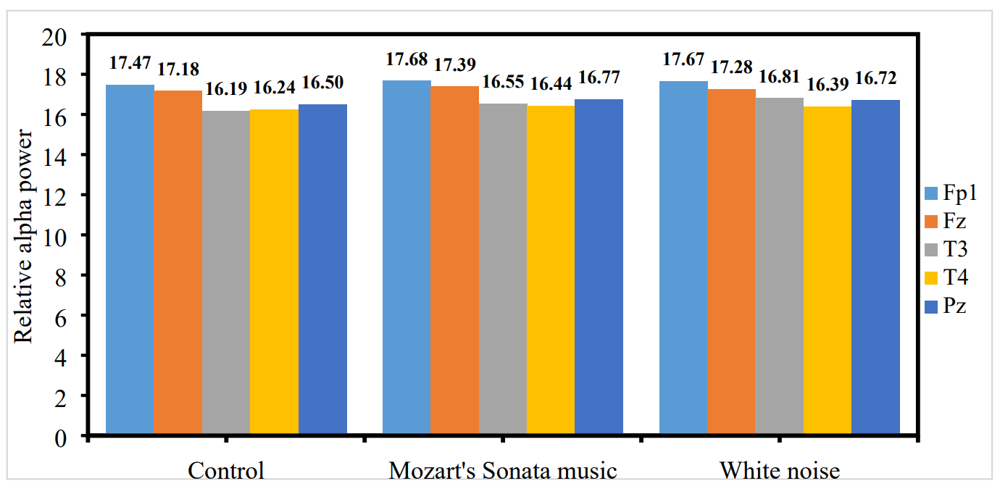 Relative alpha power
20
18
16
14
12
10
8
6
4
2
0
17.47 17.18 16.19 16.24 16.50
17.68 17.39 16.55 16.44 16.77
17.67 17.28 16.81 16.39 16.72
Control
Mozart's Sonata music
White noise
Fp1
Fz
T3
T4
Pz